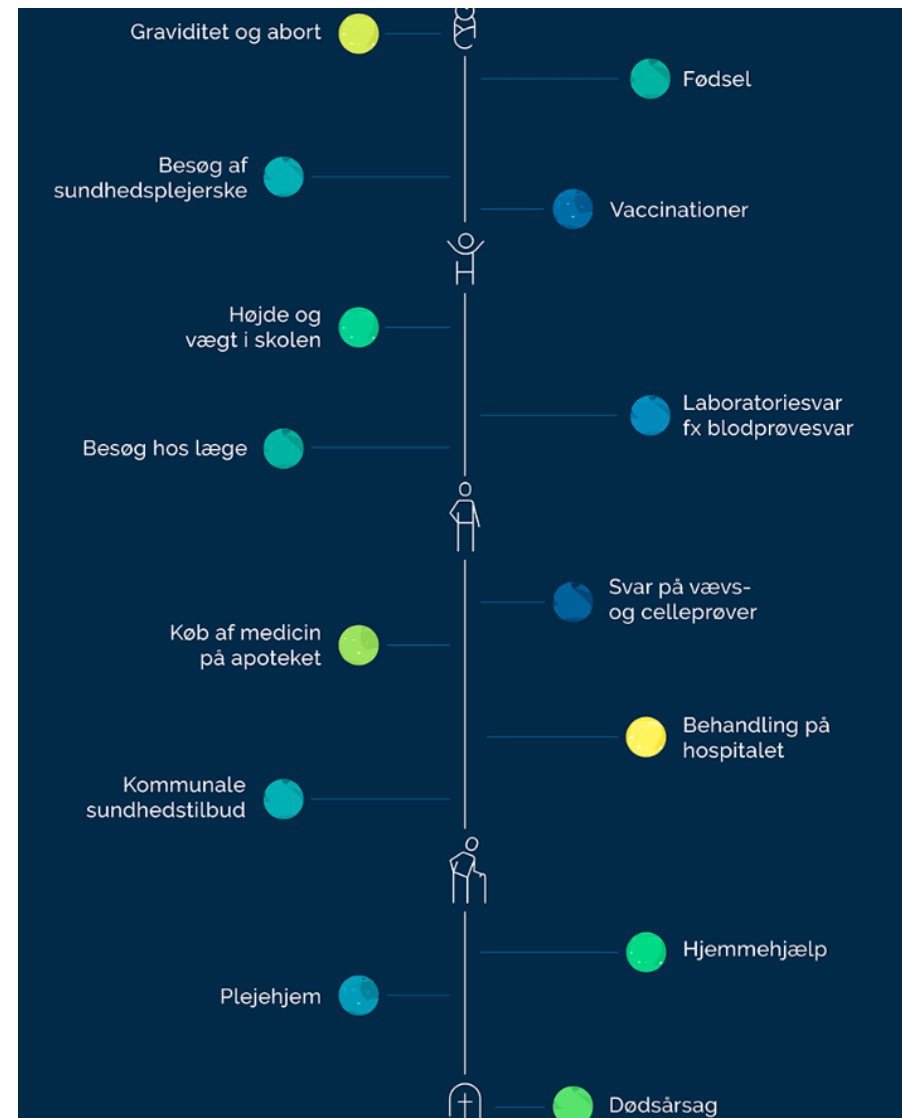 Graviditet og abort
Fødsel
Besøg af
sundhedsplejerske
Vaccinationer
Højde og
vægt i skolen
Laboratoriesvar
fx blodprøvesvar
Besøg hos læge
Svar på vævs-
og celleprøver
Køb af medicin
på apoteket
Behandling på
hospitalet
Kommunale
sundhedstilbud
Hjemmehjælp
Plejehjem
Dødsårsag